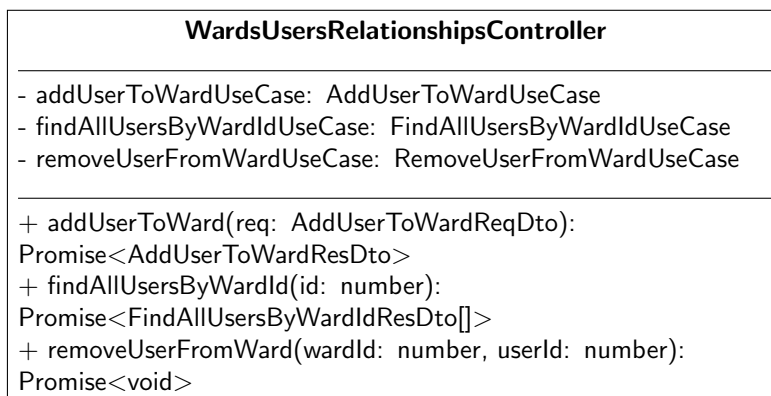 WardsUsersRelationshipsController
- addUserToWardUseCase: AddUserToWardUseCase
- findAllUsersByWardIdUseCase: FindAllUsersByWardIdUseCase
- removeUserFromWardUseCase: RemoveUserFromWardUseCase
+ addUserToWard(req: AddUserToWardReqDto):
Promise<AddUserToWardResDto>
+ findAllUsersByWardId(id: number):
Promise<FindAllUsersByWardIdResDto[]>
+ removeUserFromWard(wardId: number, userId: number):
Promise<void>